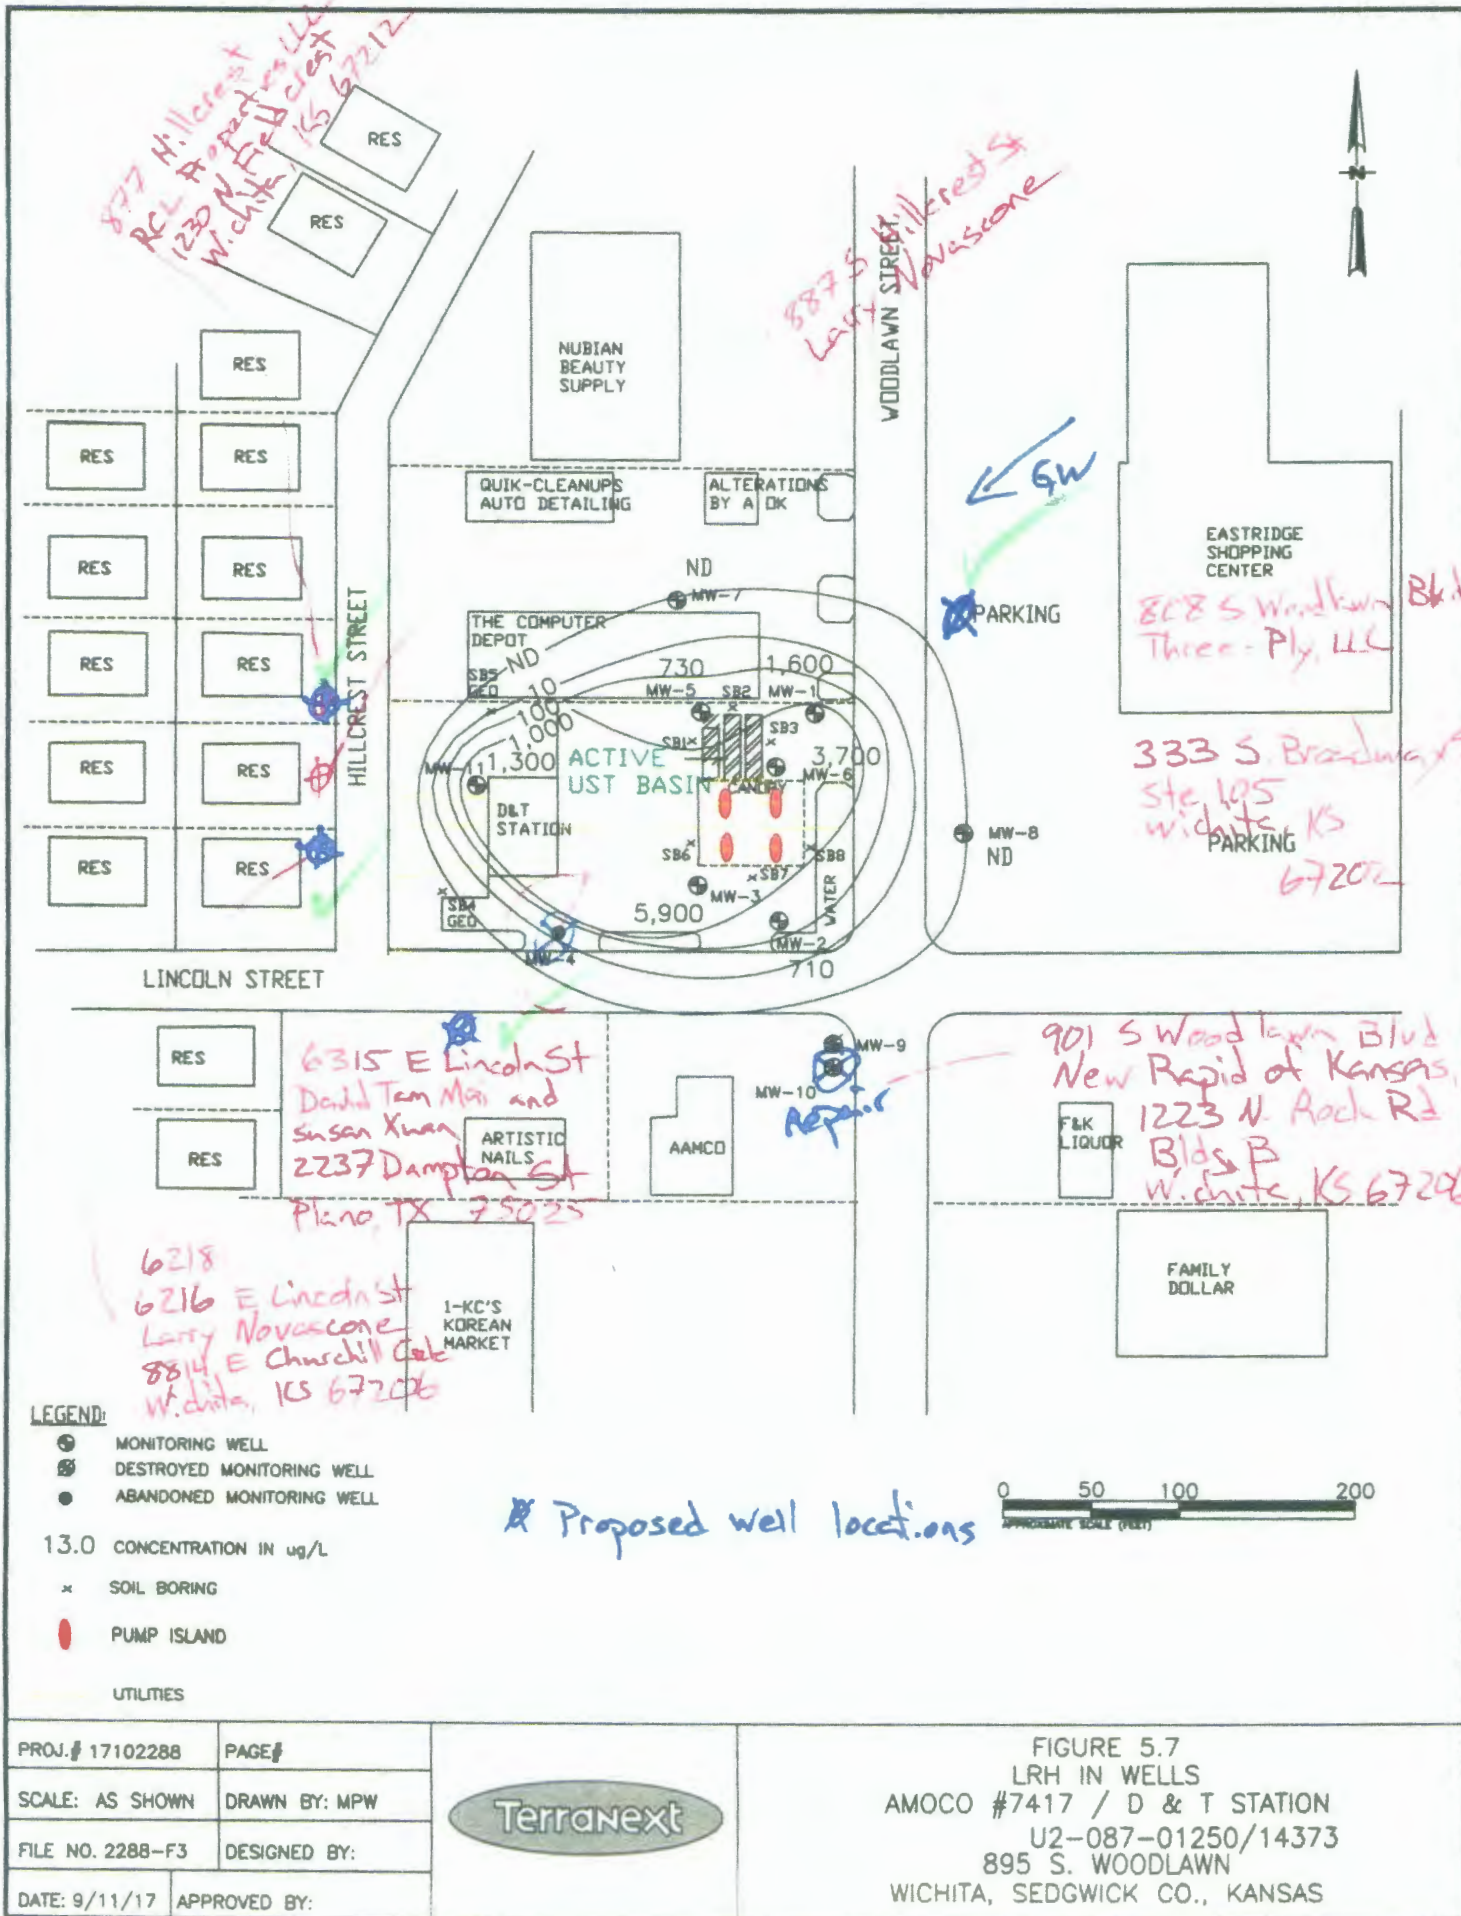 877 Hillcrest
RCL Properties LLC
1230 N Fieldcrest
Wichita, KS 67212
RES
RES
887 S Hillcrest St
Larry Novascone
N
WOODLAWN STREET
NUBIAN
BEAUTY
SUPPLY
RES
RES
RES
QUIK-CLEANUPS
AUTO DETAILING
ALTERATIONS
BY A OK
GW
EASTRIDGE
SHOPPING
CENTER
RES
RES
ND
MW-7
PARKING
808 S Woodlawn Blvd
Three-Ply, LLC
HILLCREST STREET
THE COMPUTER
DEPOT
ND
10
100
1,000
SB5
GEO
730
1,600
MW-5
SB2
MW-1
RES
RES
SB1
SB3
3,700
MW-6
MW-11
1,300
ACTIVE
UST BASIN
CANOPY
RES
RES
333 S. Broadway
Ste 105
Wichita, KS
67202
D&T
STATION
MW-8
ND
PARKING
SB6
SB7
SB8
RES
RES
MW-3
WATER
SB4
GEO
5,900
MW-2
MW-4
710
LINCOLN STREET
RES
6315 E Lincoln St
David Tam Mai and
Susan Xuan
2237 Dampton St
Plano, TX 75025
MW-9
MW-10
Repair
901 S Woodlawn Blvd
New Rapid of Kansas,
1223 N. Rock Rd
Bldg B
Wichita, KS 67206
RES
ARTISTIC
NAILS
AAMCO
F&K
LIQUOR
6218
6216 E Lincoln St
Larry Novascone
8814 E Churchill
Wichita, KS 67206
1-KC'S
KOREAN
MARKET
FAMILY
DOLLAR
LEGEND:
MONITORING WELL
DESTROYED MONITORING WELL
ABANDONED MONITORING WELL
13.0 CONCENTRATION IN ug/L
x SOIL BORING
PUMP ISLAND
UTILITIES
Proposed well locations
0 50 100 200
APPROXIMATE SCALE (FEET)
PROJ.# 17102288
PAGE#
SCALE: AS SHOWN
DRAWN BY: MPW
FILE NO. 2288-F3
DESIGNED BY:
DATE: 9/11/17
APPROVED BY:
Terranext
FIGURE 5.7
LRH IN WELLS
AMOCO #7417 / D & T STATION
U2-087-01250/14373
895 S. WOODLAWN
WICHITA, SEDGWICK CO., KANSAS